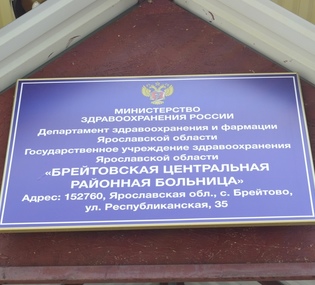 МИНИСТЕРСТВО
ЗДРАВООХРАНЕНИЯ РОССИИ
Департамент здравоохранения и фармации
Ярославской области
Государственное учреждение здравоохранения
Ярославской области
«БРЕЙТОВСКАЯ ЦЕНТРАЛЬНАЯ
РАЙОННАЯ БОЛЬНИЦА»
Адрес: 152760, Ярославская обл., с. Брейтово,
ул. Республиканская, 35